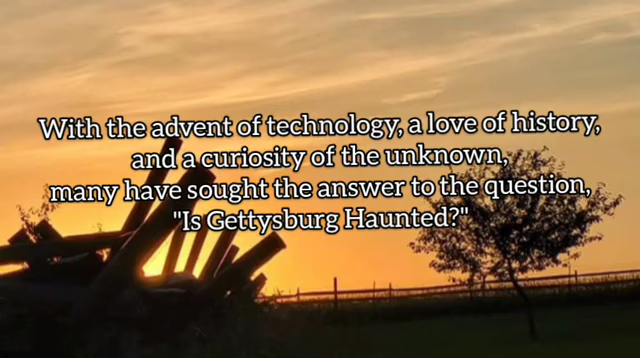 With the advent of technology, a love of history,
and a curiosity of the unknown,
many have sought the answer to the question,
"Is Gettysburg Haunted?"